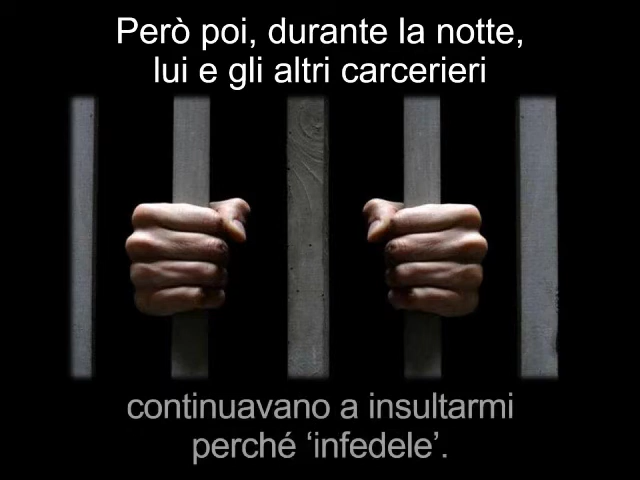 Però poi, durante la notte,
lui e gli altri carcerieri
continuavano a insultarmi
perché ‘infedele’.